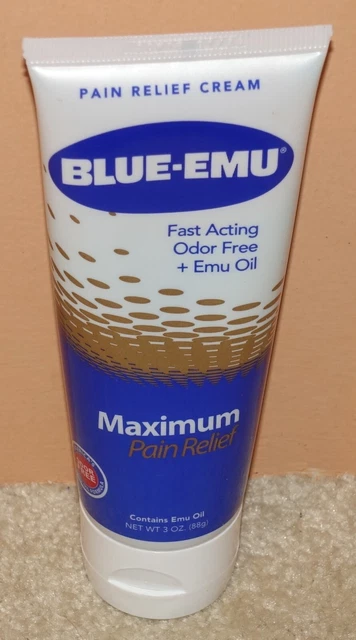 PAIN RELIEF CREAM
BLUE-EMU®
Fast Acting
Odor Free
+ Emu Oil
Maximum
Pain Relief
Contains Emu Oil
NET WT 3 OZ. (88g)